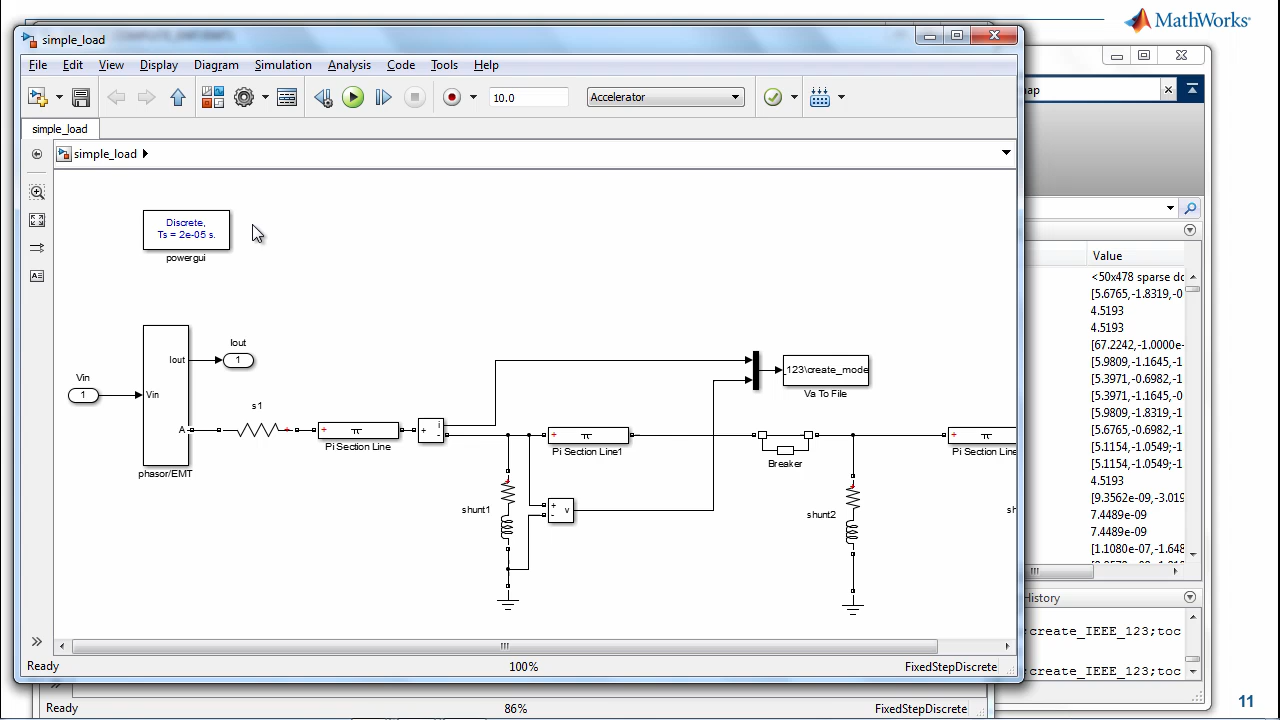 MathWorks®
simple_load
File Edit View Display Diagram Simulation Analysis Code Tools Help
0.0
Accelerator
simple_load
simple_load
Discrete,
Ts = 2e-05 s.
powergui
Iout
1
Iout
Vin
1
Vin
A
phasor/EMT
s1
Pi Section Line
i
Pi Section Line1
_123\create_mode
Va To File
Breaker
Pi Section Line
shunt1
v
shunt2
sh
Ready
100%
FixedStepDiscrete
Ready
86%
FixedStepDiscrete
Value
<50x478 sparse do
[5.6765,-1.8319,-0
4.5193
4.5193
[67.2242,-1.0000e-
[5.9809,-1.1645,-0
[5.3971,-0.6982,-1
[5.3971,-1.1645,-0
[5.9809,-1.1645,-0
[5.6765,-0.6982,-1
[5.1154,-1.0549;-1
[5.1154,-1.0549;-1
4.5193
[9.3562e-09,-3.019
7.4489e-09
7.4489e-09
[1.1080e-07,-1.648
History
;create_IEEE_123;toc
;create_IEEE_123;toc
11